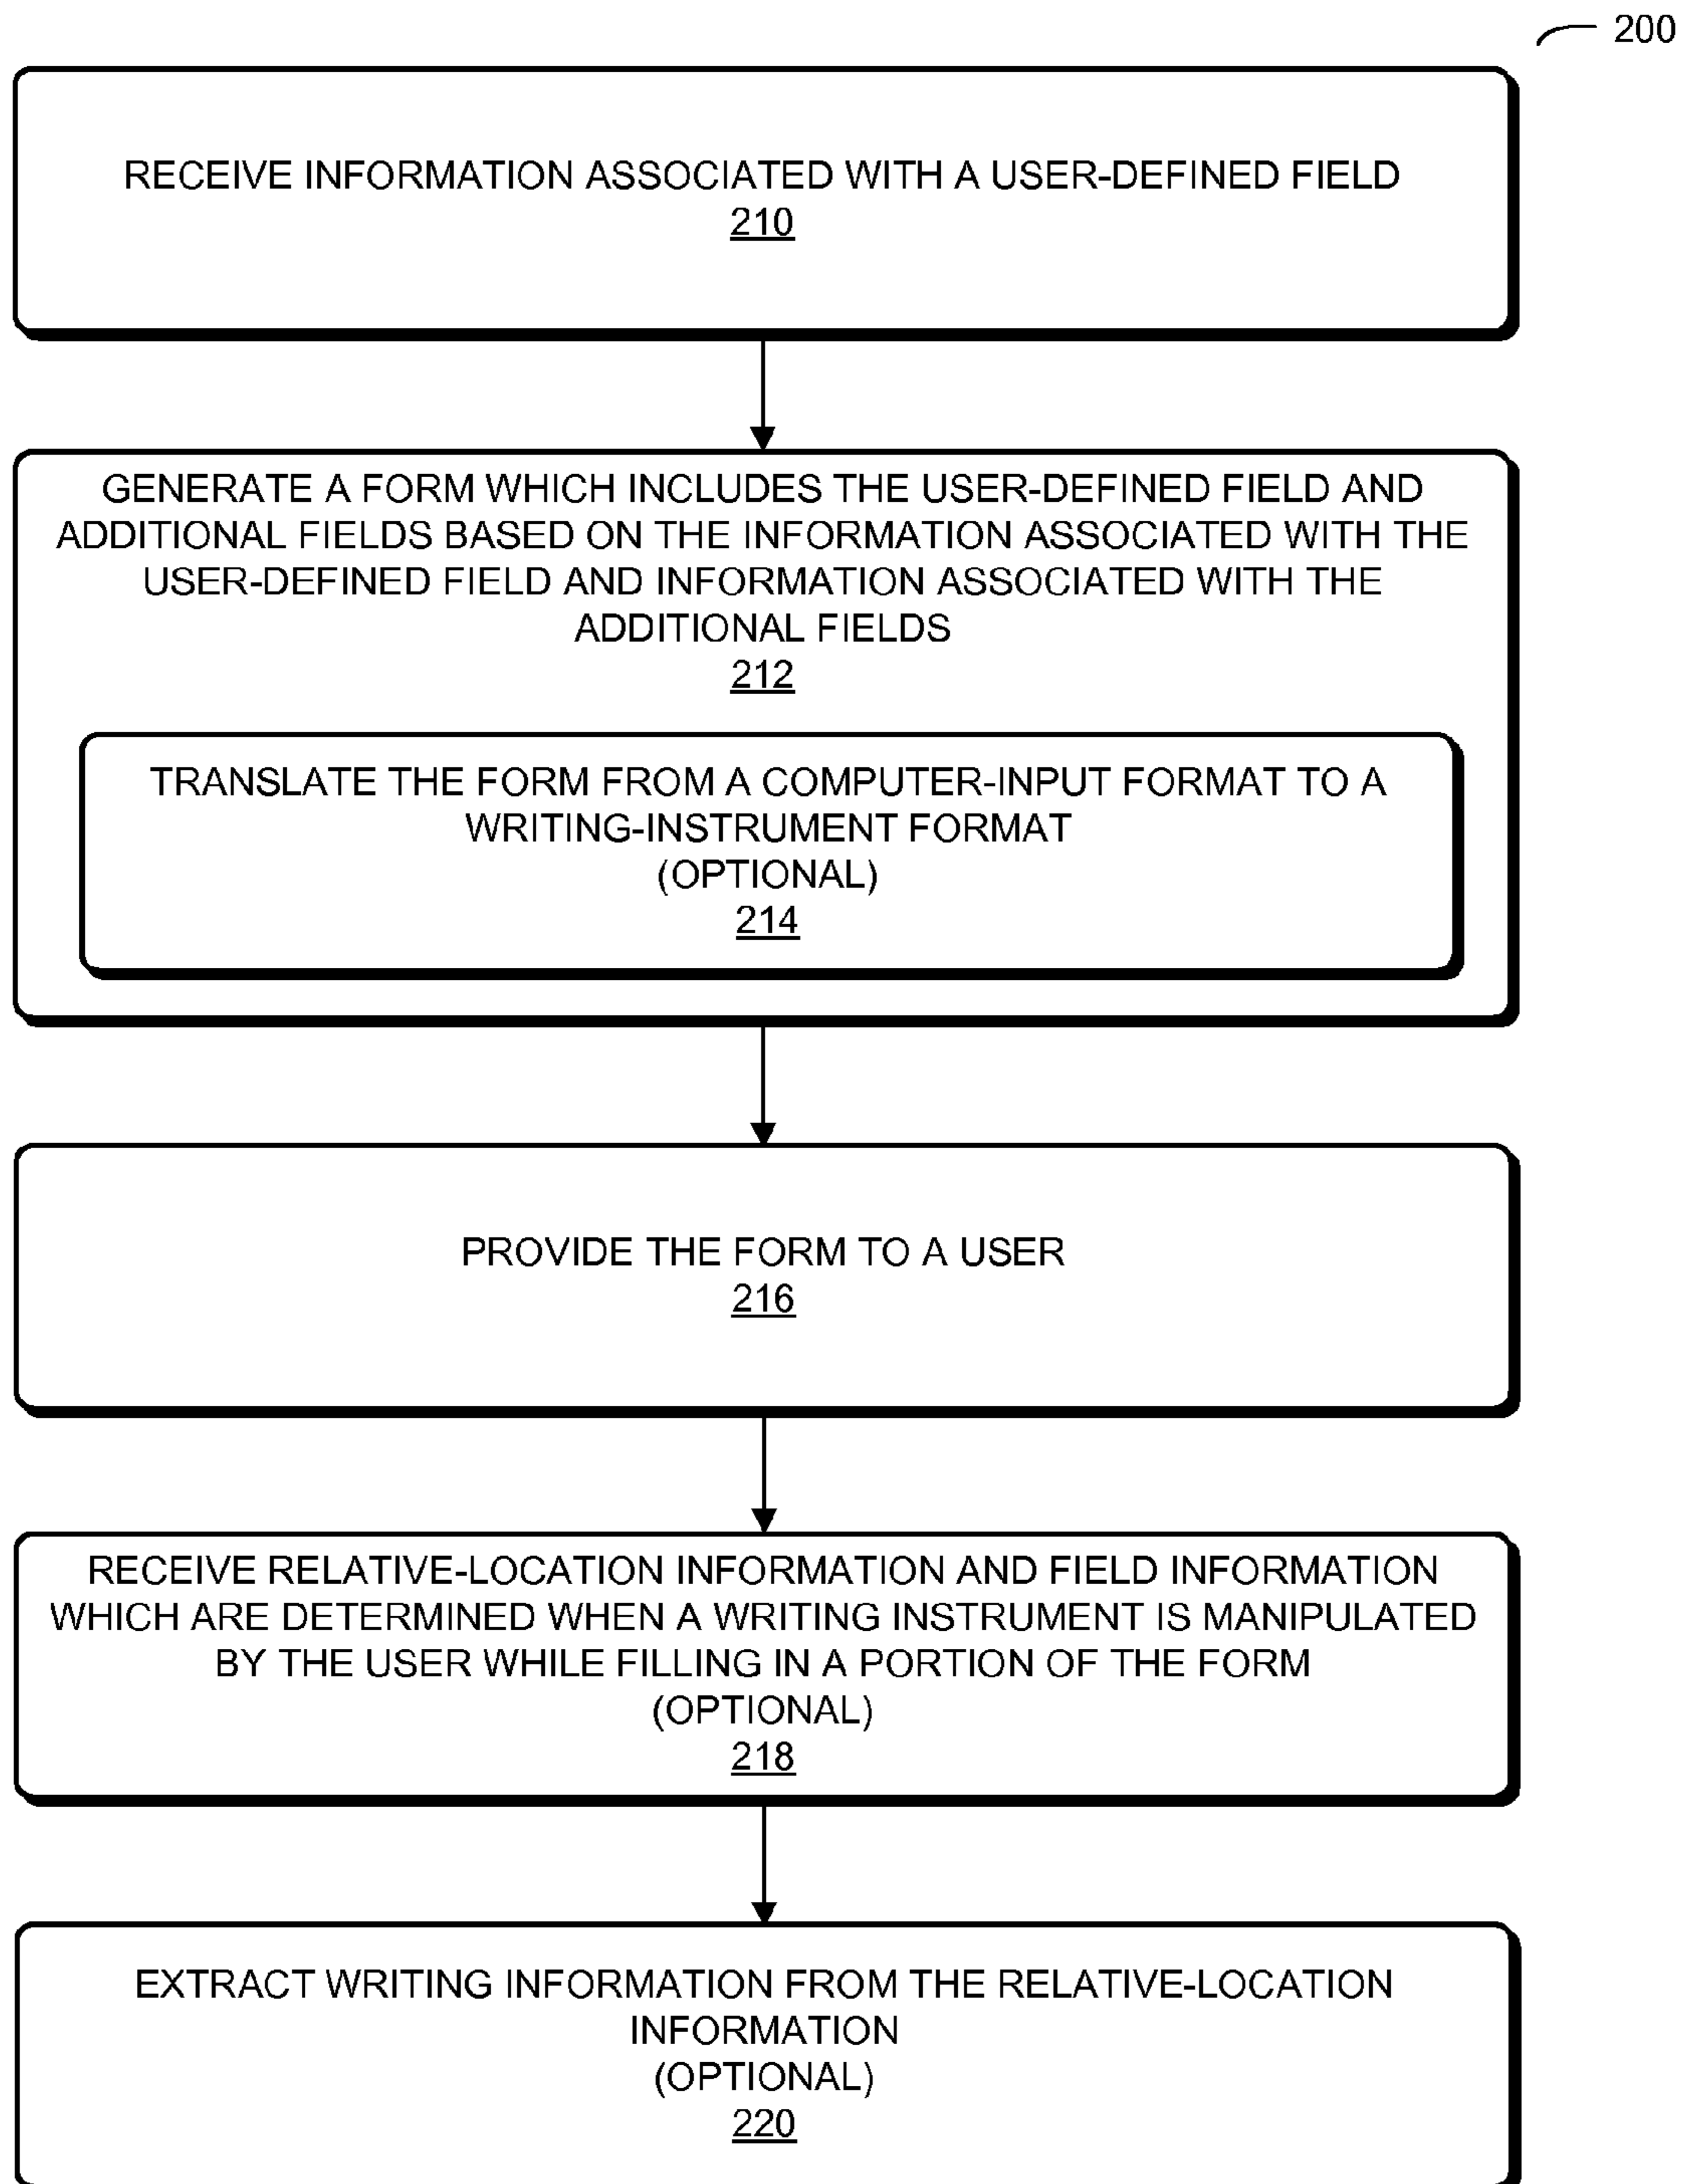 200
RECEIVE INFORMATION ASSOCIATED WITH A USER-DEFINED FIELD
210
GENERATE A FORM WHICH INCLUDES THE USER-DEFINED FIELD AND
ADDITIONAL FIELDS BASED ON THE INFORMATION ASSOCIATED WITH THE
USER-DEFINED FIELD AND INFORMATION ASSOCIATED WITH THE
ADDITIONAL FIELDS
212
TRANSLATE THE FORM FROM A COMPUTER-INPUT FORMAT TO A
WRITING-INSTRUMENT FORMAT
(OPTIONAL)
214
PROVIDE THE FORM TO A USER
216
RECEIVE RELATIVE-LOCATION INFORMATION AND FIELD INFORMATION
WHICH ARE DETERMINED WHEN A WRITING INSTRUMENT IS MANIPULATED
BY THE USER WHILE FILLING IN A PORTION OF THE FORM
(OPTIONAL)
218
EXTRACT WRITING INFORMATION FROM THE RELATIVE-LOCATION
INFORMATION
(OPTIONAL)
220